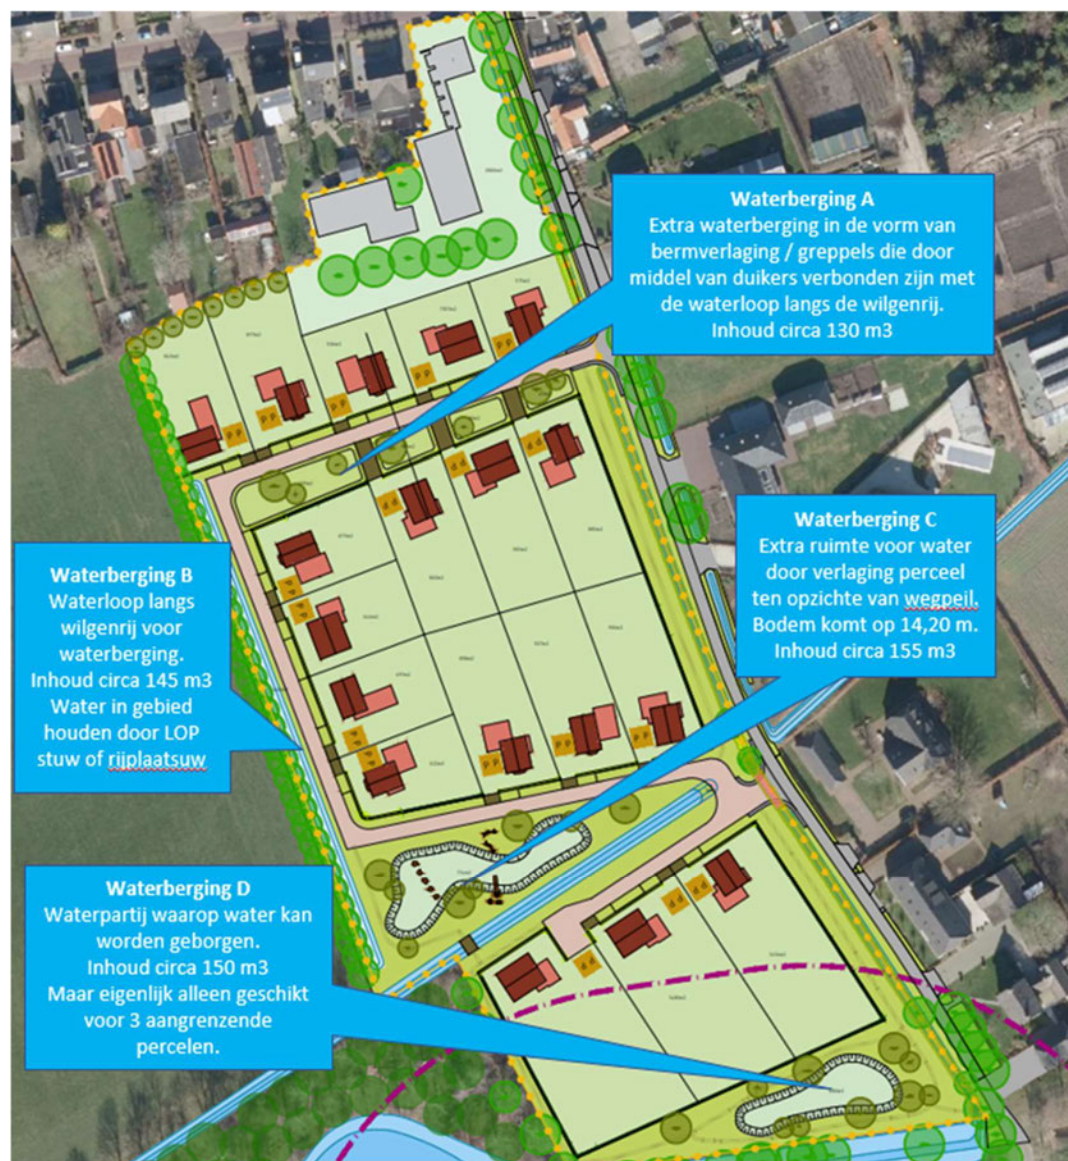 Waterberging A
Extra waterberging in de vorm van
bermverlaging / greppels die door
middel van duikers verbonden zijn met
de waterloop langs de wilgenrij.
Inhoud circa 130 m3
Waterberging C
Extra ruimte voor water
door verlaging perceel
ten opzichte van wegpeil.
Bodem komt op 14,20 m.
Inhoud circa 155 m3
Waterberging B
Waterloop langs
wilgenrij voor
waterberging.
Inhoud circa 145 m3
Water in gebied
houden door LOP
stuw of rijplaatsuw
Waterberging D
Waterpartij waarop water kan
worden geborgen.
Inhoud circa 150 m3
Maar eigenlijk alleen geschikt
voor 3 aangrenzende
percelen.